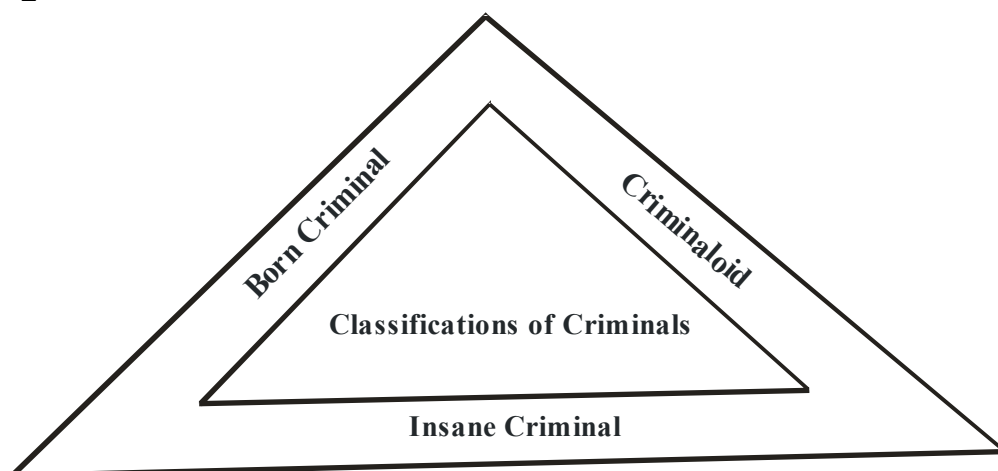 Born Criminal
Criminaloid
Classifications of Criminals
Insane Criminal